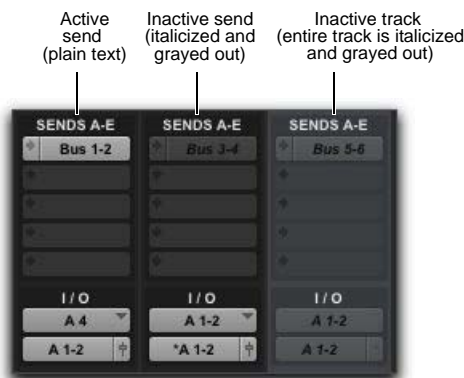 Active
send
(plain text)
Inactive send
(italicized and
grayed out)
Inactive track
(entire track is italicized
and grayed out)
SENDS A-E
SENDS A-E
SENDS A-E
Bus 1-2
Bus 3-4
Bus 5-6
I / O
I / O
I / O
A 4
A 1-2
A 1-2
A 1-2
*A 1-2
A 1-2